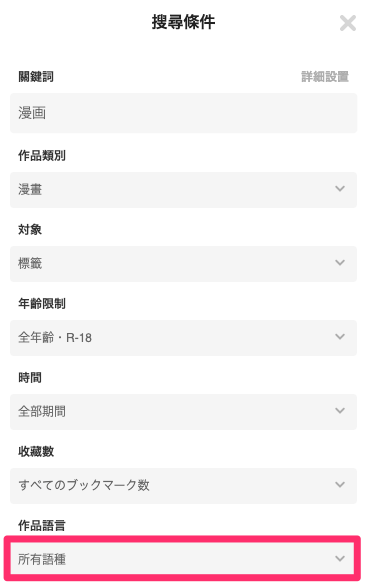 搜尋條件
關鍵詞 詳細設置
漫画
作品類別
漫畫
対象
標籤
年齡限制
全年齡・R-18
時間
全部期間
收藏數
すべてのブックマーク数
作品語言
所有語種